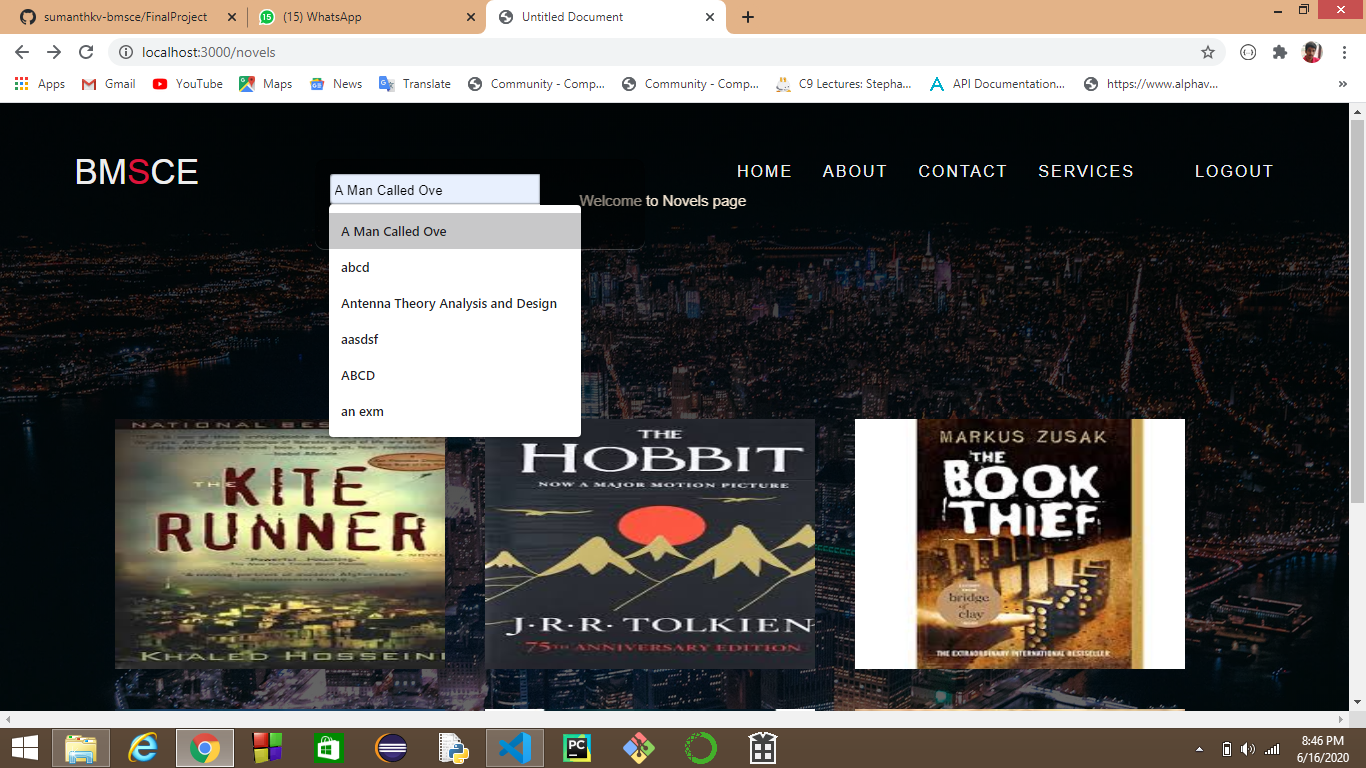 sumanthkv-bmsce/FinalProject
15
(15) WhatsApp
Untitled Document
localhost:3000/novels
Apps Gmail YouTube Maps News Translate Community - Comp... Community - Comp... C9 Lectures: Stepha... API Documentation... https://www.alphav... »
BMSCE
HOME ABOUT CONTACT SERVICES LOGOUT
A Man Called Ove
Welcome to Novels page
A Man Called Ove
abcd
Antenna Theory Analysis and Design
aasdsf
ABCD
an exm
NATIONAL
THE
KITE
RUNNER
A NOVEL
KHALED HOSSEINI
THE
HOBBIT
NOW A MAJOR MOTION PICTURE
J·R·R·TOLKIEN
75TH ANNIVERSARY EDITION
MARKUS ZUSAK
THE
BOOK
THIEF
bridge
of
clay
THE EXTRAORDINARY INTERNATIONAL BESTSELLER
PC
8:46 PM
6/16/2020